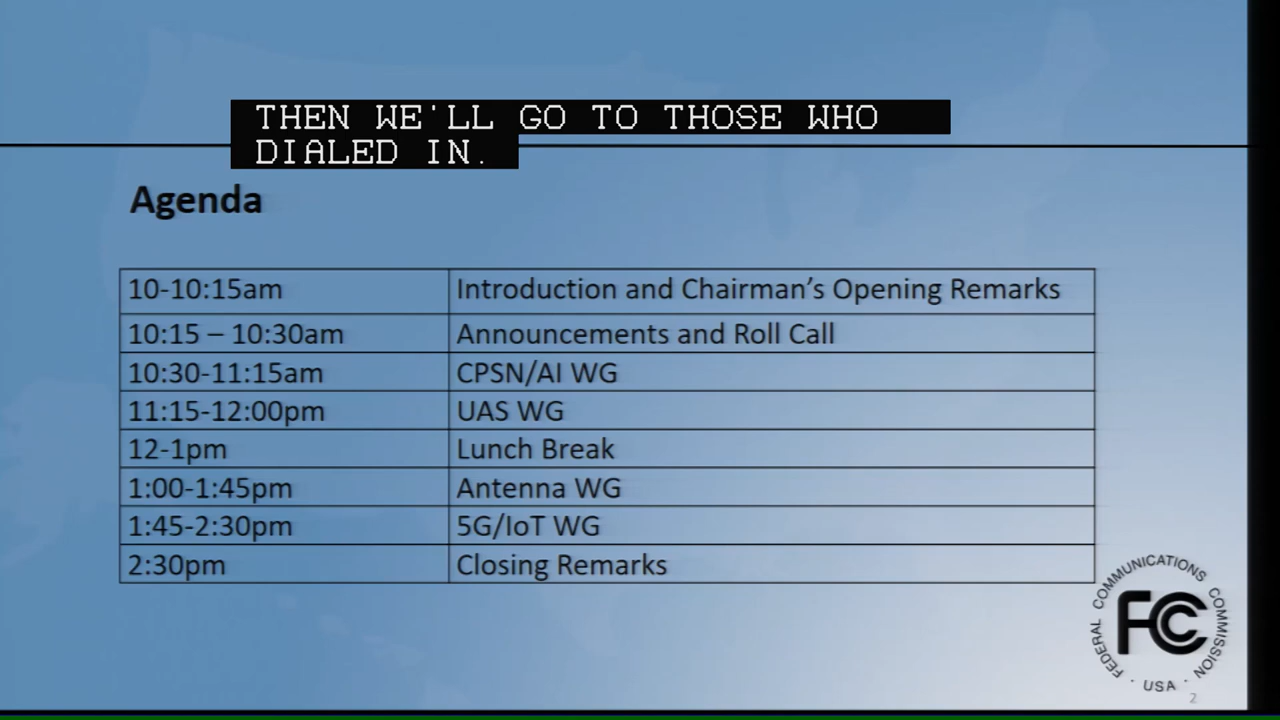 THEN WE'LL GO TO THOSE WHO
DIALED IN.
Agenda
10-10:15am Introduction and Chairman's Opening Remarks
10:15 – 10:30am Announcements and Roll Call
10:30-11:15am CPSN/AI WG
11:15-12:00pm UAS WG
12-1pm Lunch Break
1:00-1:45pm Antenna WG
1:45-2:30pm 5G/IoT WG
2:30pm Closing Remarks
FEDERAL COMMUNICATIONS COMMISSION · USA ·
FCC
2